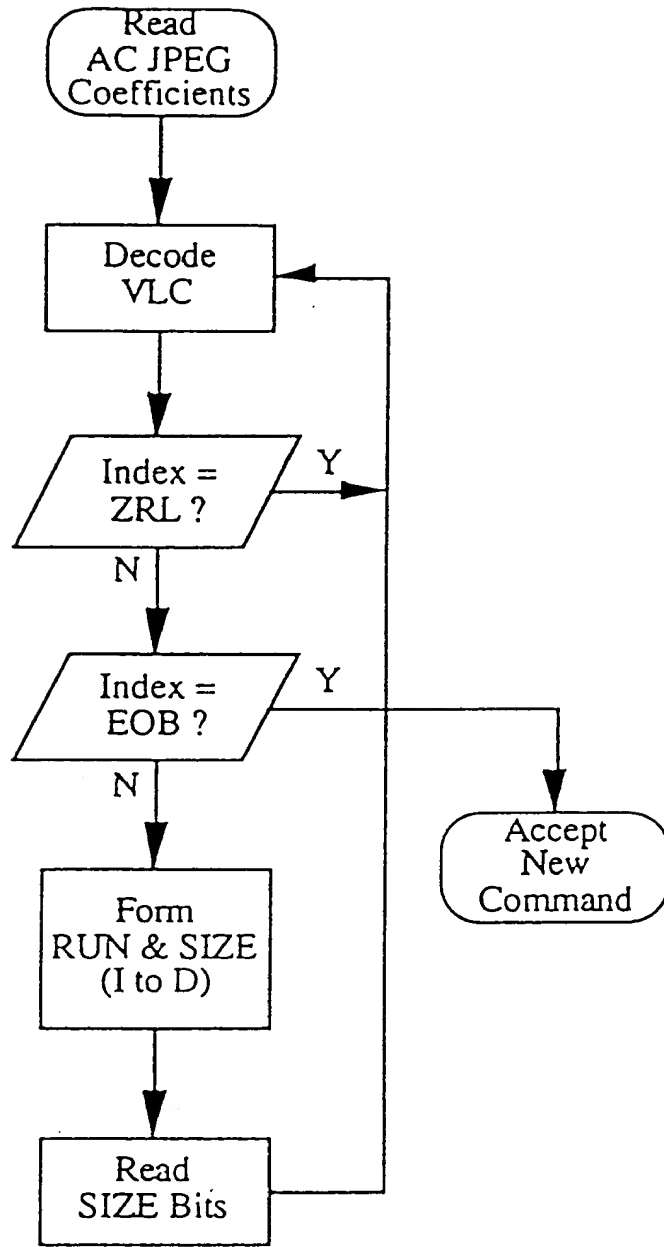 Read
AC JPEG
Coefficients
Decode
VLC
Index =
ZRL ?
Y
N
Index =
EOB ?
Y
N
Accept
New
Command
Form
RUN & SIZE
(I to D)
Read
SIZE Bits